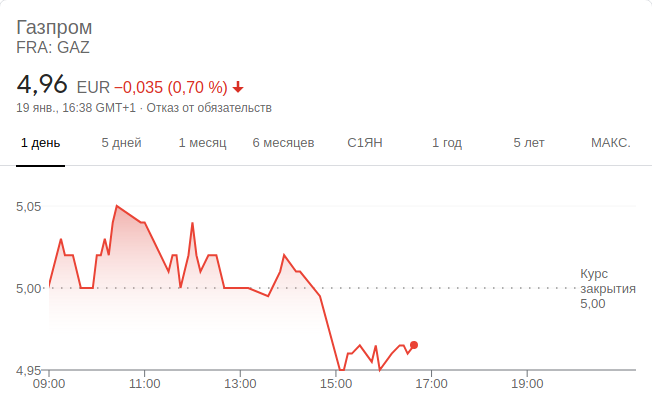 Газпром
FRA: GAZ
4,96 EUR −0,035 (0,70 %)
19 янв., 16:38 GMT+1 · Отказ от обязательств
1 день 5 дней 1 месяц 6 месяцев С1ЯН 1 год 5 лет МАКС.
5,05
5,00
4,95
Курс
закрытия
5,00
09:00 11:00 13:00 15:00 17:00 19:00